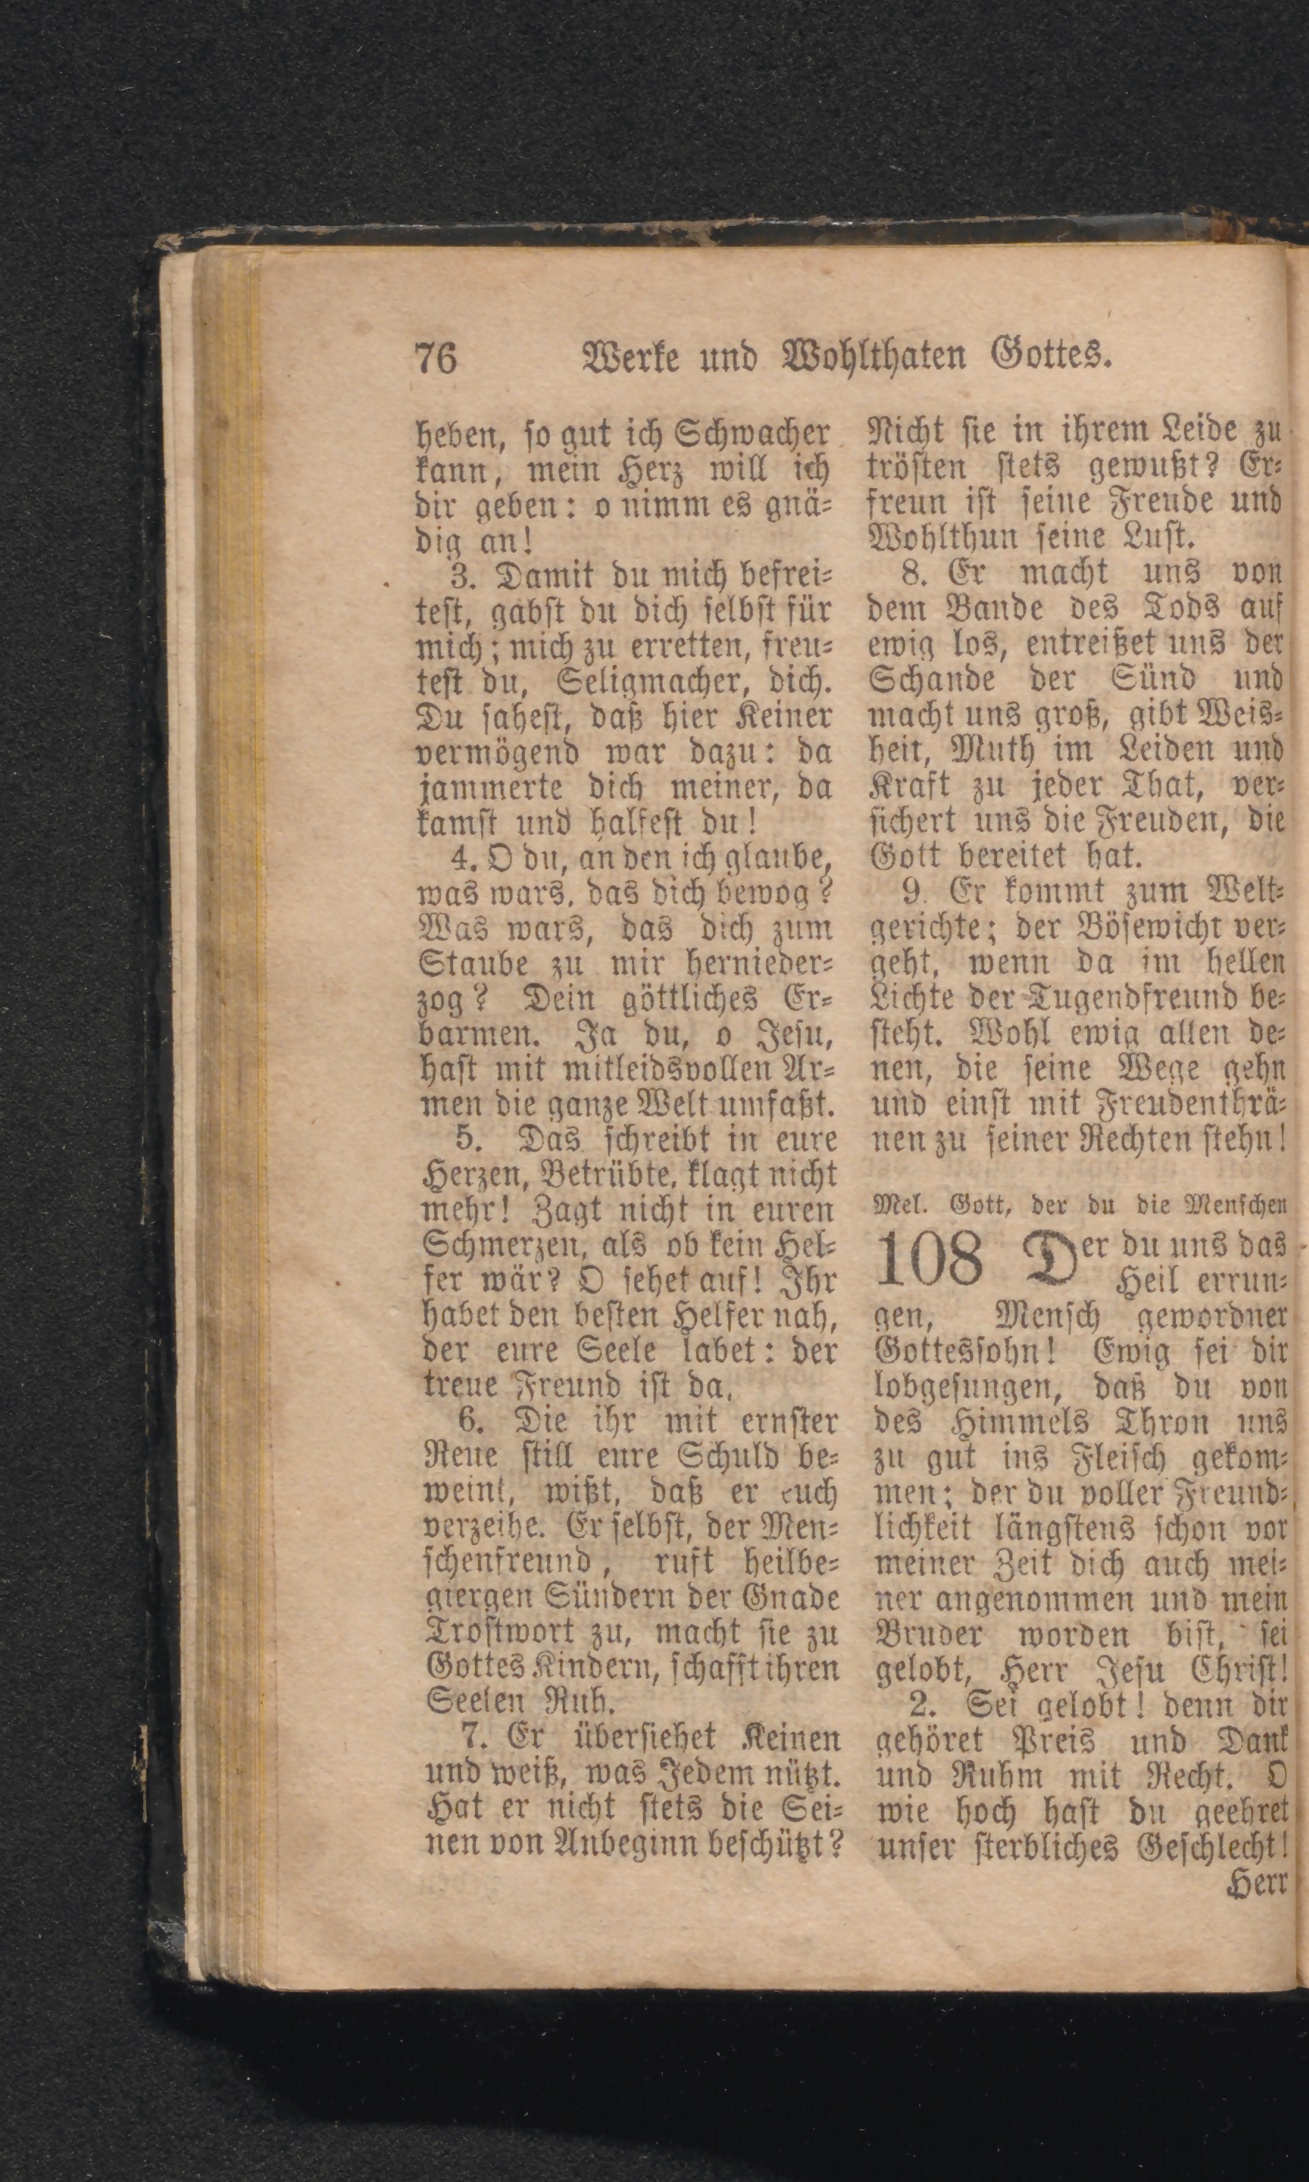 76 Werke und Wohlthaten Gottes.
heben, so gut ich Schwacher
kann, mein Herz will ich
dir geben: o nimm es gnä-
dig an!
3. Damit du mich befrei-
test, gabst du dich selbst für
mich; mich zu erretten, freu-
test du, Seligmacher, dich.
Du sahest, daß hier Keiner
vermögend war dazu: da
jammerte dich meiner, da
kamst und halfest du!
4. O du, an den ich glaube,
was wars, das dich bewog?
Was wars, das dich zum
Staube zu mir hernieder-
zog? Dein göttliches Er-
barmen. Ja du, o Jesu,
hast mit mitleidsvollen Ar-
men die ganze Welt umfaßt.
5. Das schreibt in eure
Herzen, Betrübte, klagt nicht
mehr! Zagt nicht in euren
Schmerzen, als ob kein Hel-
fer wär? O sehet auf! Ihr
habet den besten Helfer nah,
der eure Seele labet: der
treue Freund ist da.
6. Die ihr mit ernster
Reue still eure Schuld be-
weint, wißt, daß er euch
verzeihe. Er selbst, der Men-
schenfreund, ruft heilbe-
giergen Sündern der Gnade
Trostwort zu, macht sie zu
Gottes Kindern, schafft ihren
Seelen Ruh.
7. Er übersiehet Keinen
und weiß, was Jedem nützt.
Hat er nicht stets die Sei-
nen von Anbeginn beschützt?
Nicht sie in ihrem Leide zu
trösten stets gewußt? Er-
freun ist seine Freude und
Wohlthun seine Lust.
8. Er macht uns von
dem Bande des Tods auf
ewig los, entreißet uns der
Schande der Sünd und
macht uns groß, gibt Weis-
heit, Muth im Leiden und
Kraft zu jeder That, ver-
sichert uns die Freuden, die
Gott bereitet hat.
9. Er kommt zum Welt-
gerichte; der Bösewicht ver-
geht, wenn da im hellen
Lichte der Tugendfreund be-
steht. Wohl ewig allen de-
nen, die seine Wege gehn
und einst mit Freudenthrä-
nen zu seiner Rechten stehn!
Mel. Gott, der du die Menschen
108 Der du uns das
Heil errun-
gen, Mensch gewordner
Gottessohn! Ewig sei dir
lobgesungen, daß du von
des Himmels Thron uns
zu gut ins Fleisch gekom-
men; der du voller Freund-
lichkeit längstens schon vor
meiner Zeit dich auch mei-
ner angenommen und mein
Bruder worden bist, sei
gelobt, Herr Jesu Christ!
2. Sei gelobt! denn dir
gehöret Preis und Dank
und Ruhm mit Recht. O
wie hoch hast du geehret
unser sterbliches Geschlecht!
Herr